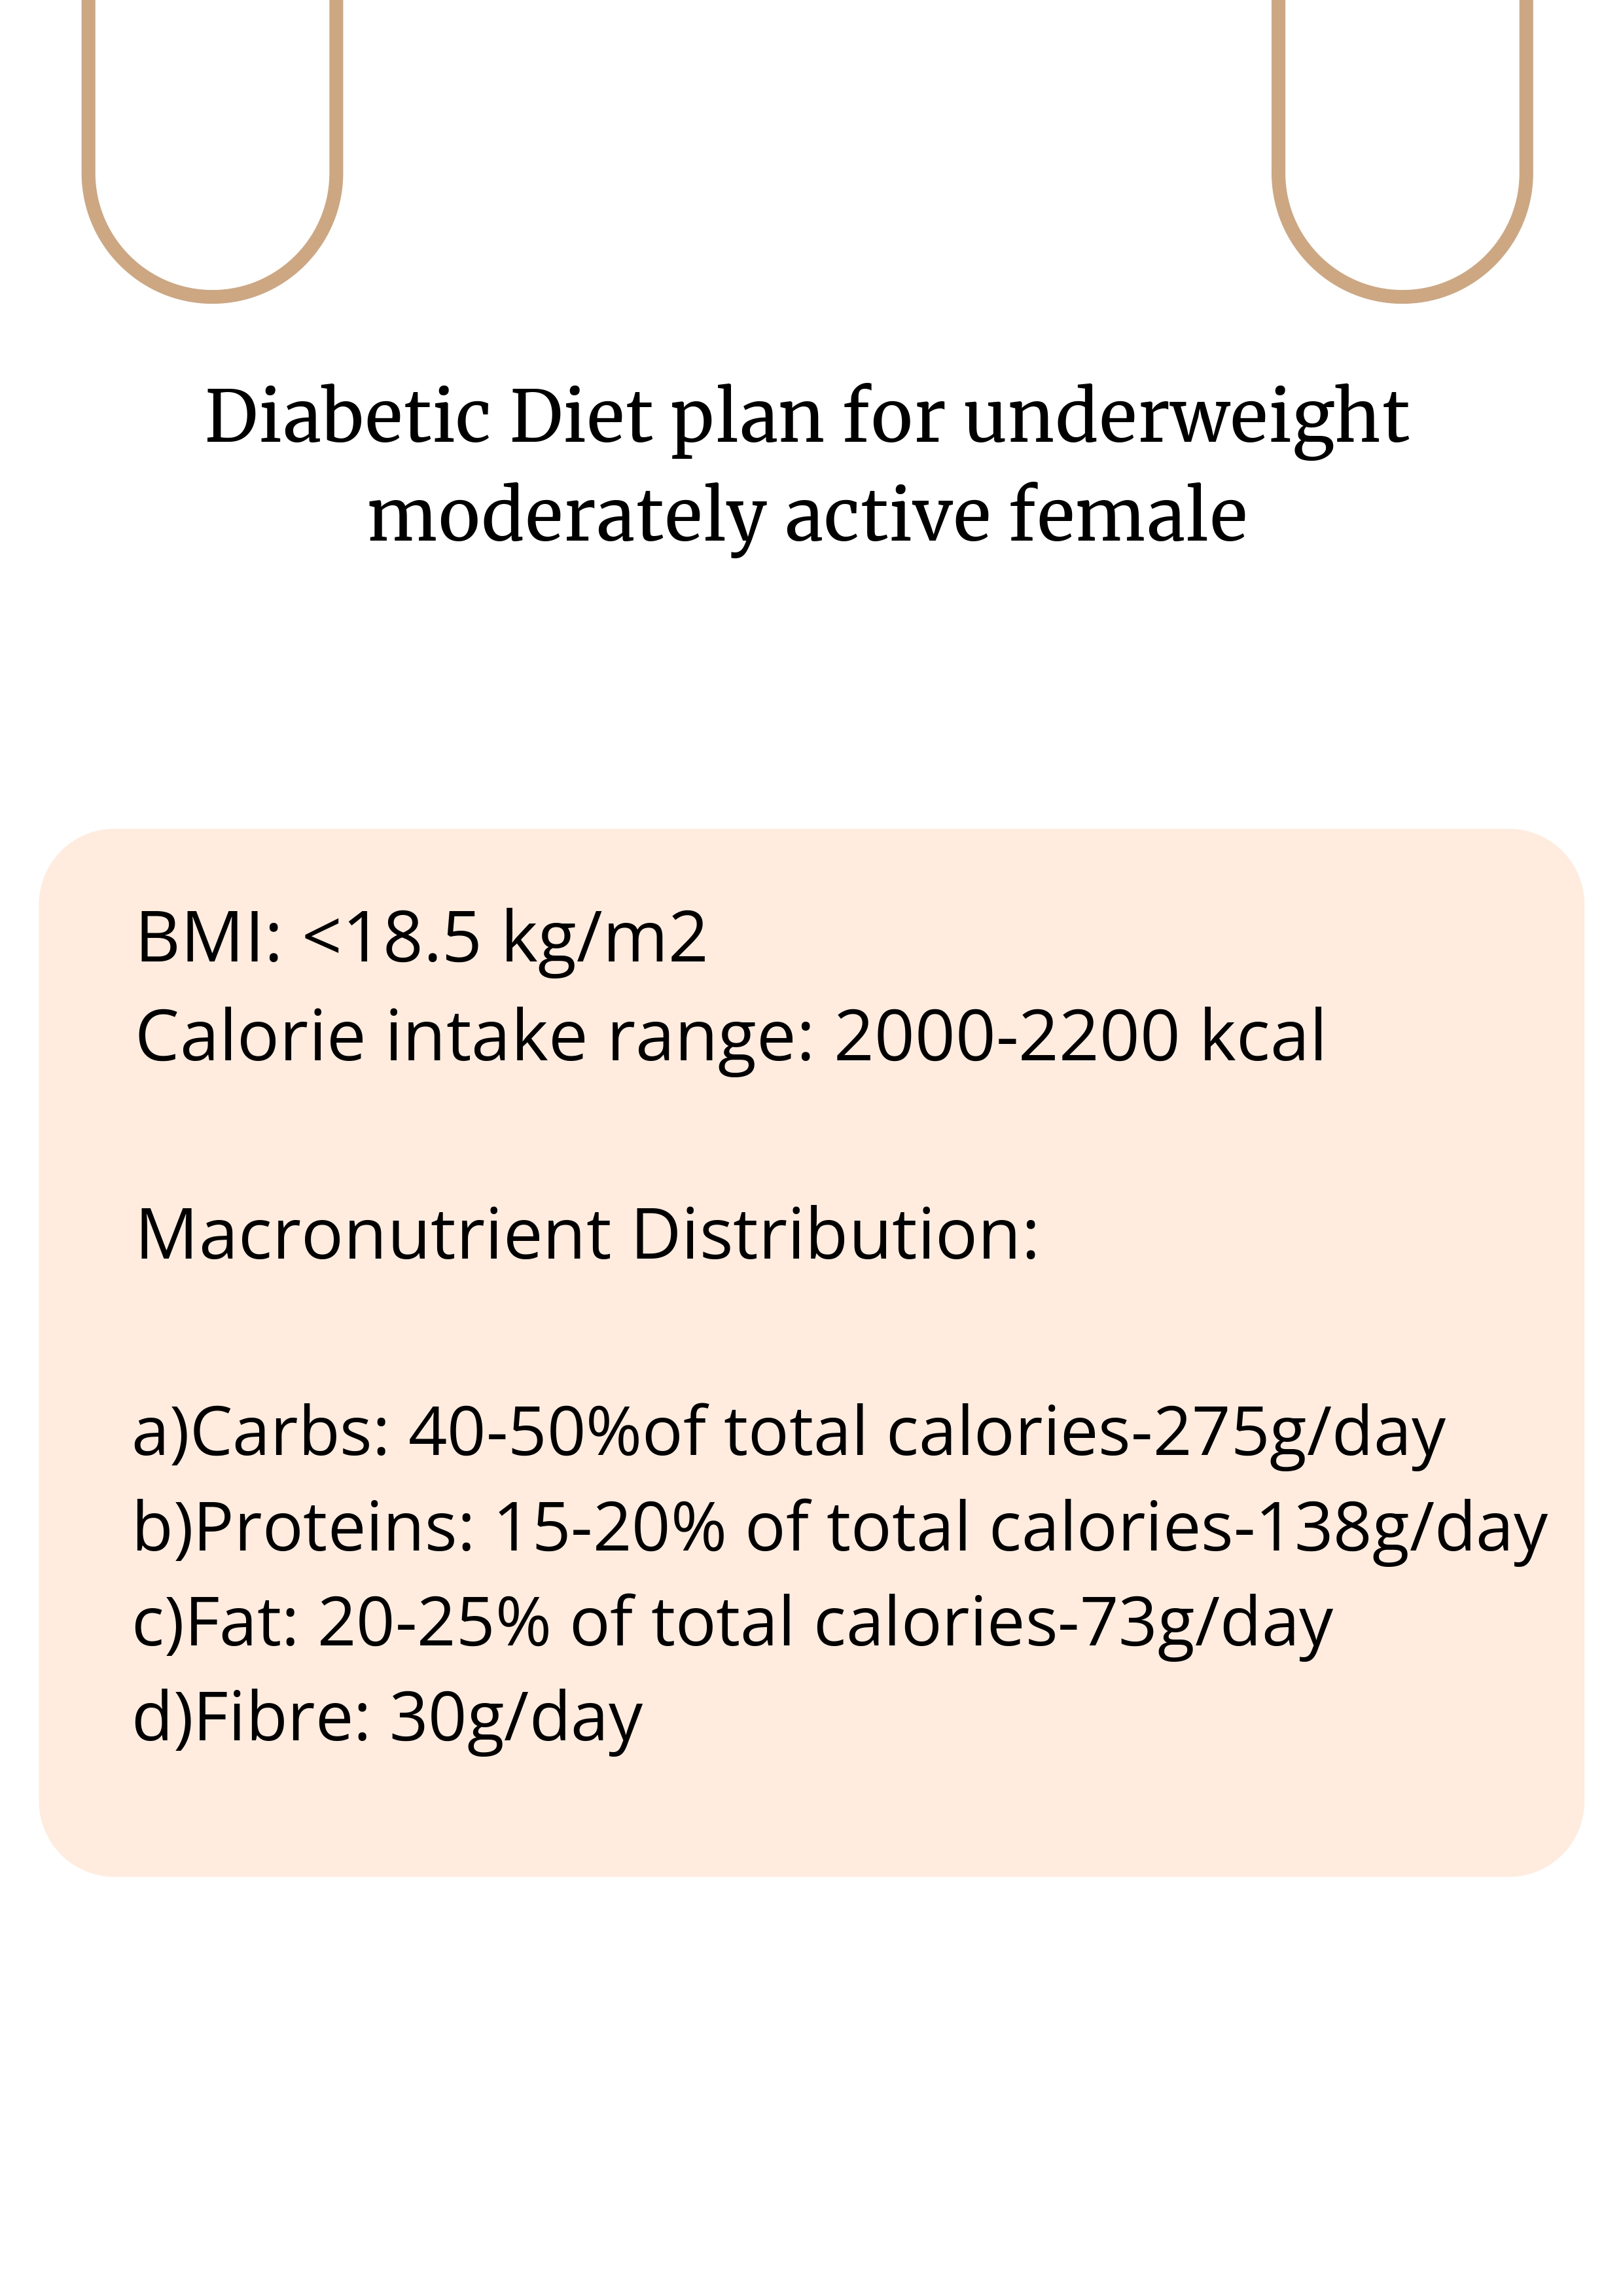 Diabetic Diet plan for underweight
moderately active female
BMI: <18.5 kg/m2
Calorie intake range: 2000-2200 kcal
Macronutrient Distribution:
a)Carbs: 40-50%of total calories-275g/day
b)Proteins: 15-20% of total calories-138g/day
c)Fat: 20-25% of total calories-73g/day
d)Fibre: 30g/day